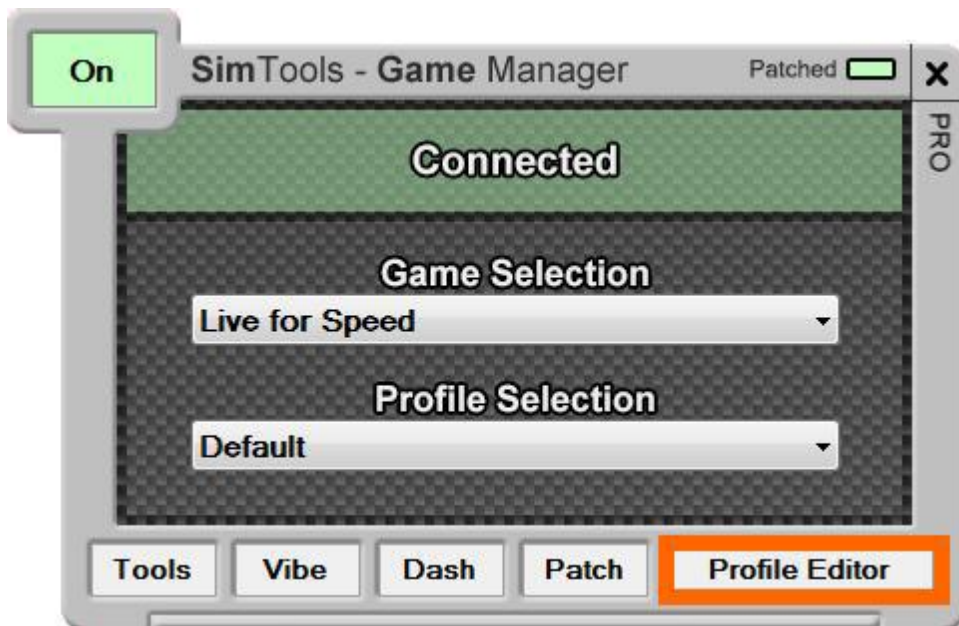 On
SimTools - Game Manager
Patched
X
PRO
Connected
Game Selection
Live for Speed
Profile Selection
Default
Tools
Vibe
Dash
Patch
Profile Editor